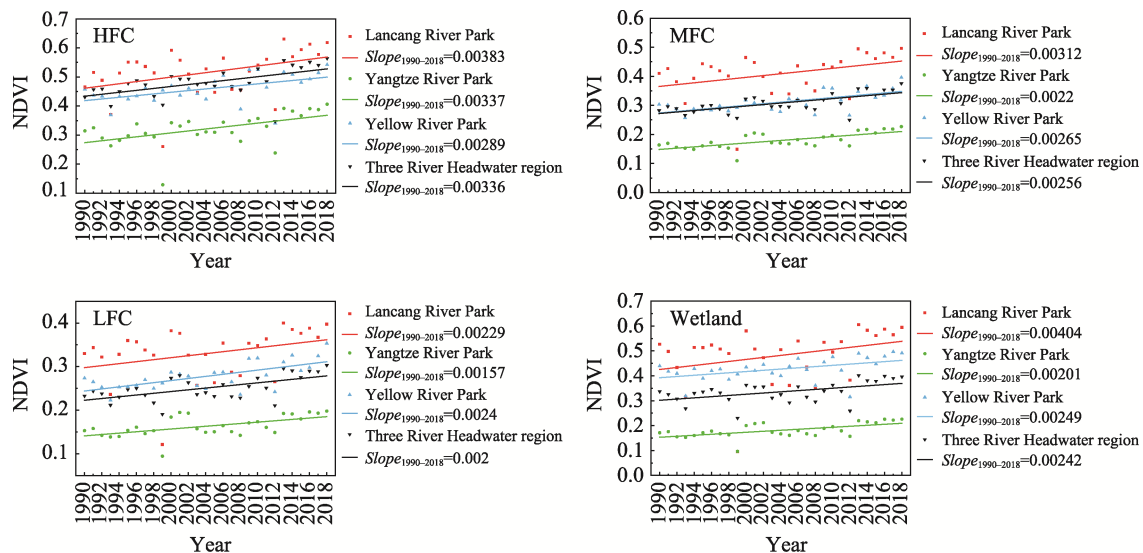 HFC
NDVI
0.7
0.6
0.5
0.4
0.3
0.2
0.1
1990
1992
1994
1996
1998
2000
2002
2004
2006
2008
2010
2012
2014
2016
2018
Year
Lancang River Park
Slope1990–2018=0.00383
Yangtze River Park
Slope1990–2018=0.00337
Yellow River Park
Slope1990–2018=0.00289
Three River Headwater region
Slope1990–2018=0.00336
MFC
NDVI
0.6
0.5
0.4
0.3
0.2
0.1
0.0
1990
1992
1994
1996
1998
2000
2002
2004
2006
2008
2010
2012
2014
2016
2018
Year
Lancang River Park
Slope1990–2018=0.00312
Yangtze River Park
Slope1990–2018=0.0022
Yellow River Park
Slope1990–2018=0.00265
Three River Headwater region
Slope1990–2018=0.00256
LFC
NDVI
0.4
0.3
0.2
0.1
1990
1992
1994
1996
1998
2000
2002
2004
2006
2008
2010
2012
2014
2016
2018
Year
Lancang River Park
Slope1990–2018=0.00229
Yangtze River Park
Slope1990–2018=0.00157
Yellow River Park
Slope1990–2018=0.0024
Three River Headwater region
Slope1990–2018=0.002
Wetland
NDVI
0.7
0.6
0.5
0.4
0.3
0.2
0.1
0.0
1990
1992
1994
1996
1998
2000
2002
2004
2006
2008
2010
2012
2014
2016
2018
Year
Lancang River Park
Slope1990–2018=0.00404
Yangtze River Park
Slope1990–2018=0.00201
Yellow River Park
Slope1990–2018=0.00249
Three River Headwater region
Slope1990–2018=0.00242